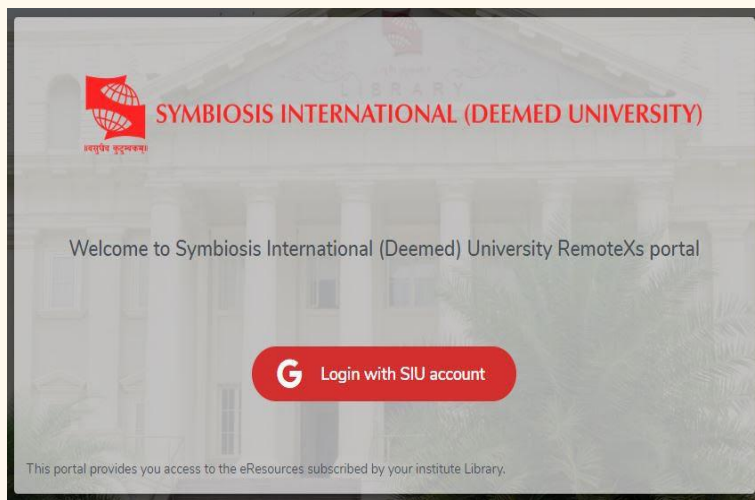 LIBRARY
SYMBIOSIS INTERNATIONAL (DEEMED UNIVERSITY)
॥वसुधैव कुटुम्बकम्॥
Welcome to Symbiosis International (Deemed) University RemoteXs portal
G Login with SIU account
This portal provides you access to the eResources subscribed by your institute Library.